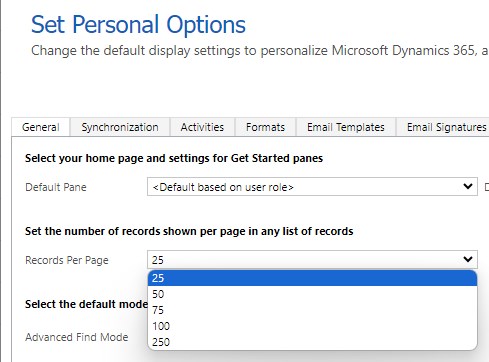 Set Personal Options
Change the default display settings to personalize Microsoft Dynamics 365, a
General Synchronization Activities Formats Email Templates Email Signatures
Select your home page and settings for Get Started panes
Default Pane <Default based on user role>
Set the number of records shown per page in any list of records
Records Per Page 25
25
50
Select the default mode
75
100
Advanced Find Mode
250